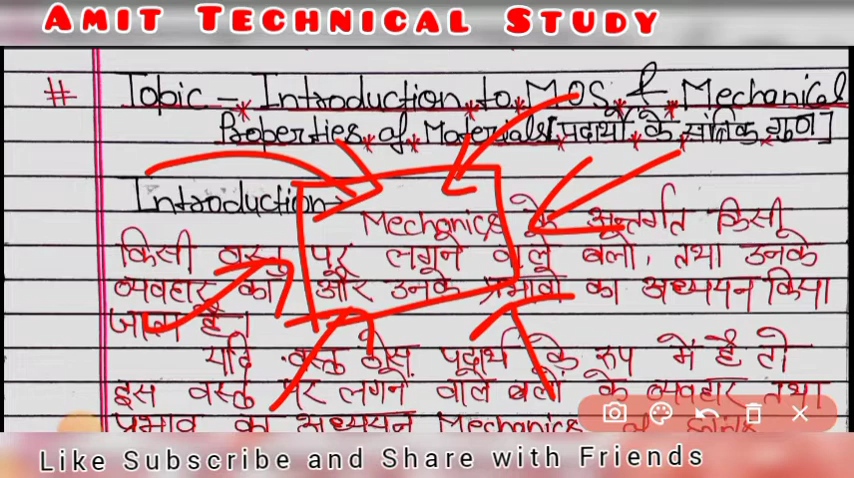 AMIT TECHNICAL STUDY
# Topic - Introduction to MOS & Mechanical
Properties of Materials [पदार्थो के यांत्रिक गुण]
Introduction→
Mechanics के अन्तर्गत किसी
किसी वस्तु पर लगने वाले बलों, तथा उनके
व्यवहार का और उनके प्रभावों का अध्ययन किया
जाता है।
यदि वस्तु ठोस पदार्थ के रूप में है तो
इस वस्तु पर लगने वाले बलों के व्यवहार तथा
प्रभाव का अध्ययन Mechanics
Like Subscribe and Share with Friends